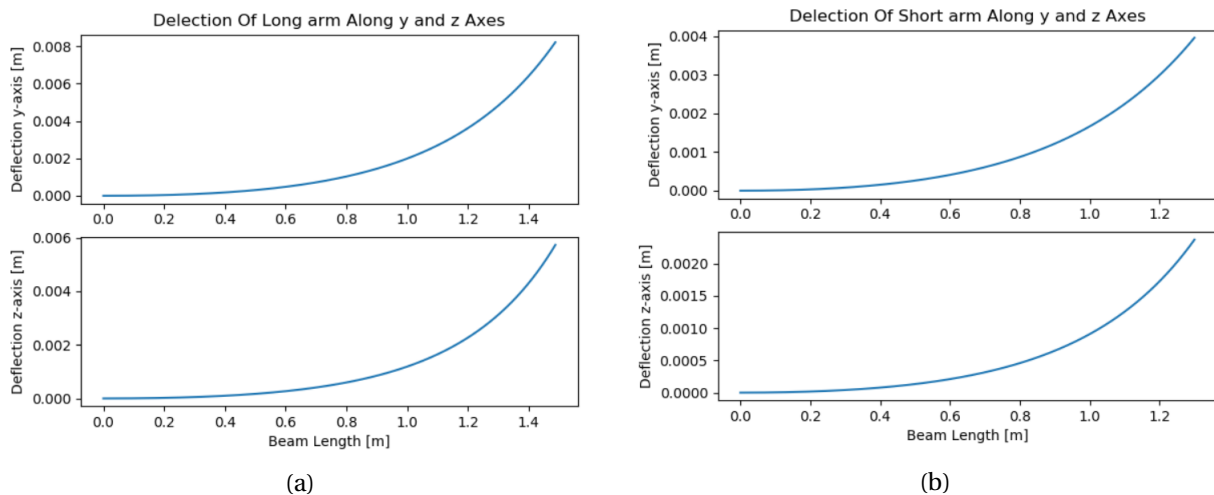 Delection Of Long arm Along y and z Axes
Deflection y-axis [m]
0.008
0.006
0.004
0.002
0.000
0.0 0.2 0.4 0.6 0.8 1.0 1.2 1.4
Deflection z-axis [m]
0.006
0.004
0.002
0.000
0.0 0.2 0.4 0.6 0.8 1.0 1.2 1.4
Beam Length [m]
(a)
Delection Of Short arm Along y and z Axes
Deflection y-axis [m]
0.004
0.003
0.002
0.001
0.000
0.0 0.2 0.4 0.6 0.8 1.0 1.2
Deflection z-axis [m]
0.0020
0.0015
0.0010
0.0005
0.0000
0.0 0.2 0.4 0.6 0.8 1.0 1.2
Beam Length [m]
(b)